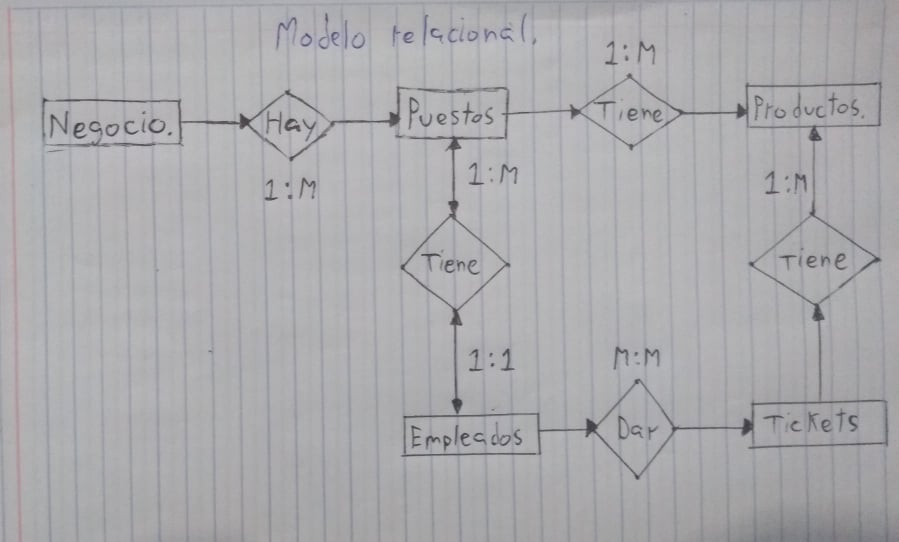 Modelo relacional.
1:M
Negocio.
Hay
Puestos
Tiene
Productos.
1:M
1:M
1:M
Tiene
Tiene
1:1
M:M
Empleados
Dar
Tickets